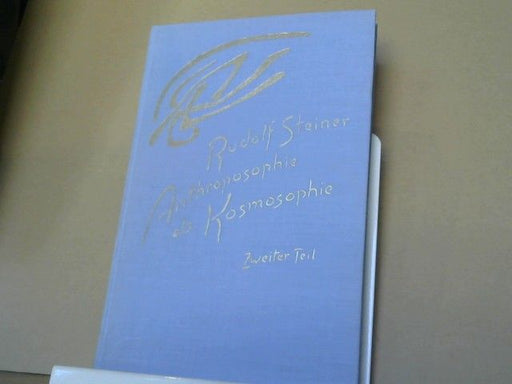 Rudolf Steiner
Anthroposophie
als Kosmosophie
Zweiter Teil